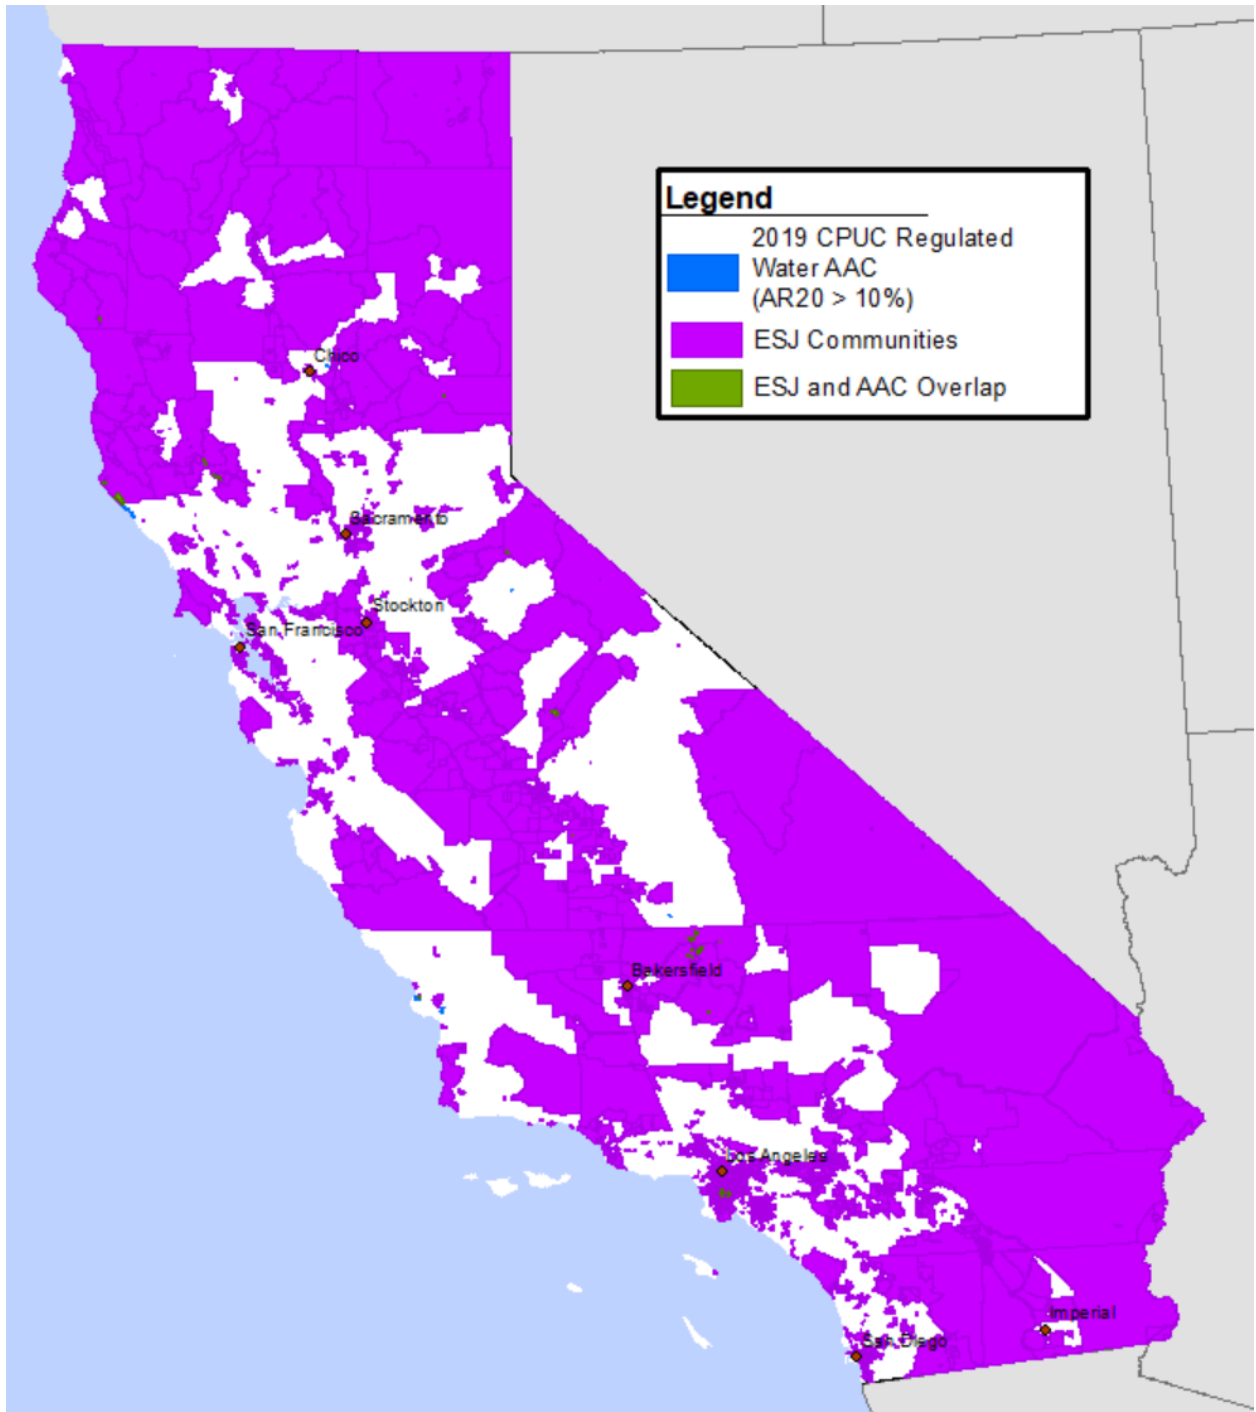 Legend
2019 CPUC Regulated
Water AAC
(AR20 > 10%)
ESJ Communities
ESJ and AAC Overlap
Chico
Sacramento
Stockton
San Francisco
Bakersfield
Los Angeles
Imperial
San Diego